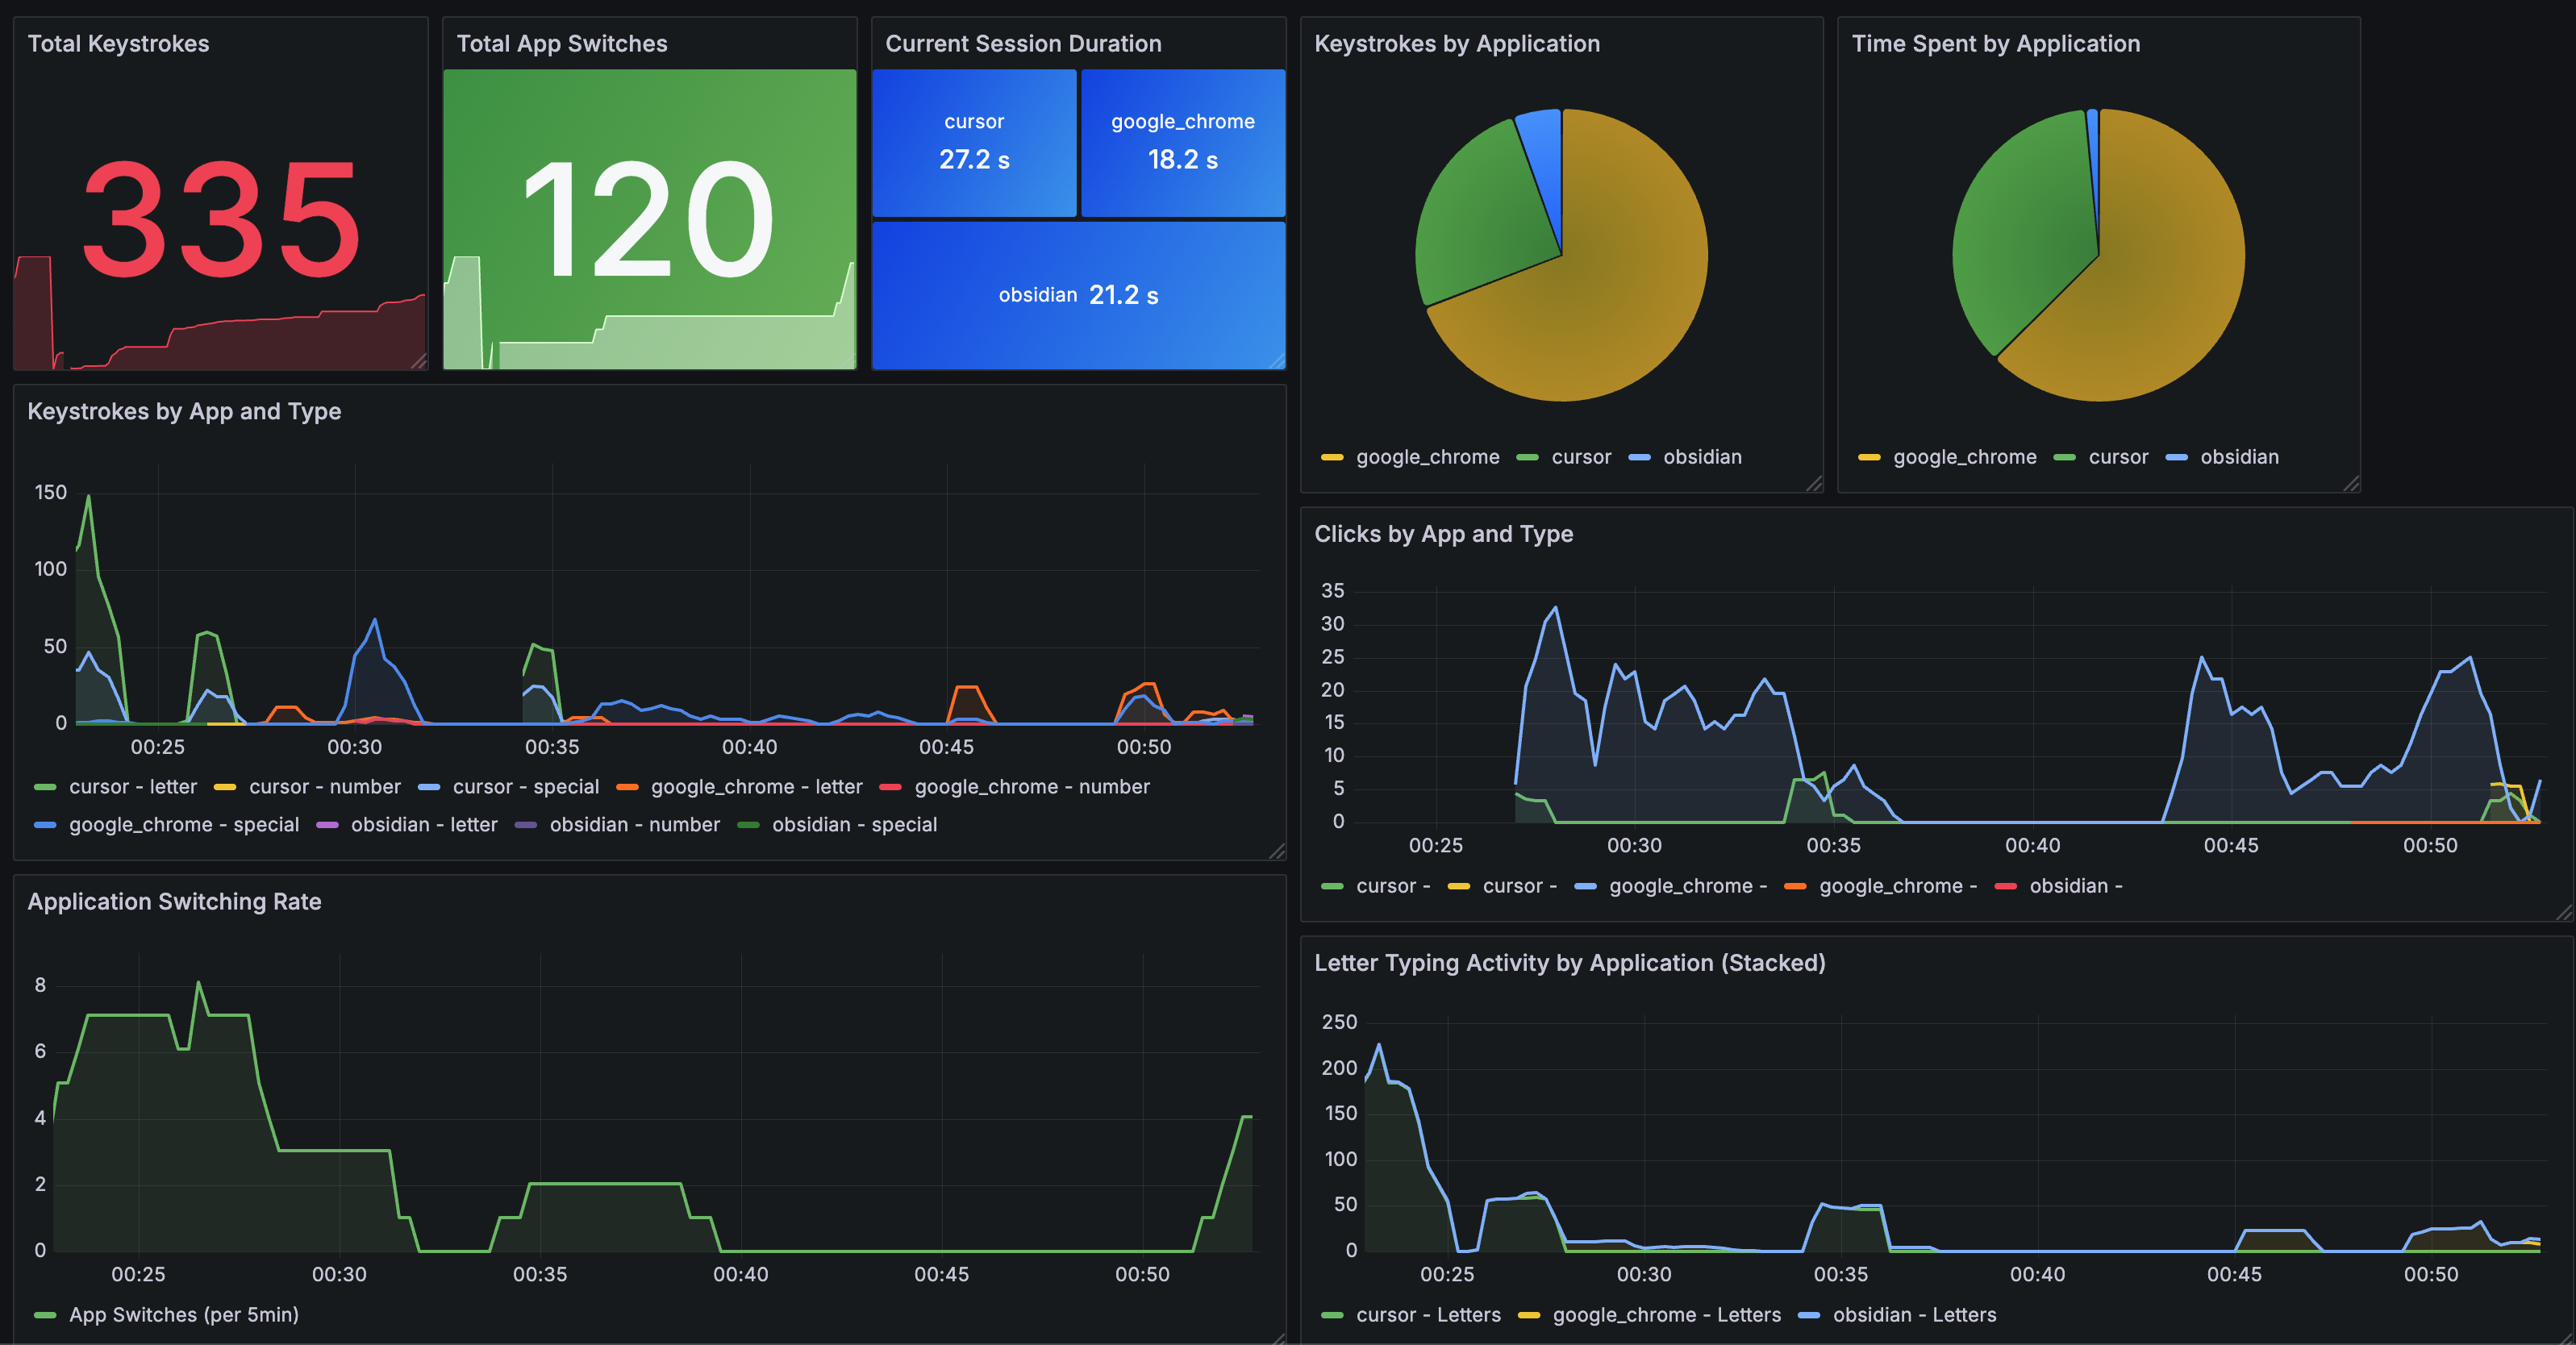 Total Keystrokes
335
Total App Switches
120
Current Session Duration
cursor
27.2 s
google_chrome
18.2 s
obsidian 21.2 s
Keystrokes by Application
google_chrome cursor obsidian
Time Spent by Application
google_chrome cursor obsidian
Keystrokes by App and Type
150
100
50
0
00:25 00:30 00:35 00:40 00:45 00:50
cursor - letter cursor - number cursor - special google_chrome - letter google_chrome - number
google_chrome - special obsidian - letter obsidian - number obsidian - special
Clicks by App and Type
35
30
25
20
15
10
5
0
00:25 00:30 00:35 00:40 00:45 00:50
cursor - cursor - google_chrome - google_chrome - obsidian -
Application Switching Rate
8
6
4
2
0
00:25 00:30 00:35 00:40 00:45 00:50
App Switches (per 5min)
Letter Typing Activity by Application (Stacked)
250
200
150
100
50
0
00:25 00:30 00:35 00:40 00:45 00:50
cursor - Letters google_chrome - Letters obsidian - Letters